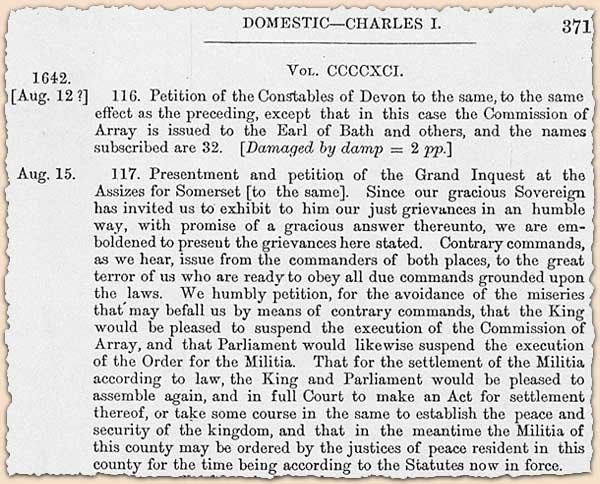 DOMESTIC—CHARLES I. 371
VOL. CCCCXCI.
1642.
[Aug. 12 ?] 116. Petition of the Constables of Devon to the same, to the same
effect as the preceding, except that in this case the Commission of
Array is issued to the Earl of Bath and others, and the names
subscribed are 32. [Damaged by damp = 2 pp.]
Aug. 15. 117. Presentment and petition of the Grand Inquest at the
Assizes for Somerset [to the same]. Since our gracious Sovereign
has invited us to exhibit to him our just grievances in an humble
way, with promise of a gracious answer thereunto, we are em-
boldened to present the grievances here stated. Contrary commands,
as we hear, issue from the commanders of both places, to the great
terror of us who are ready to obey all due commands grounded upon
the laws. We humbly petition, for the avoidance of the miseries
that may befall us by means of contrary commands, that the King
would be pleased to suspend the execution of the Commission of
Array, and that Parliament would likewise suspend the execution
of the Order for the Militia. That for the settlement of the Militia
according to law, the King and Parliament would be pleased to
assemble again, and in full Court to make an Act for settlement
thereof, or take some course in the same to establish the peace and
security of the kingdom, and that in the meantime the Militia of
this county may be ordered by the justices of peace resident in this
county for the time being according to the Statutes now in force.